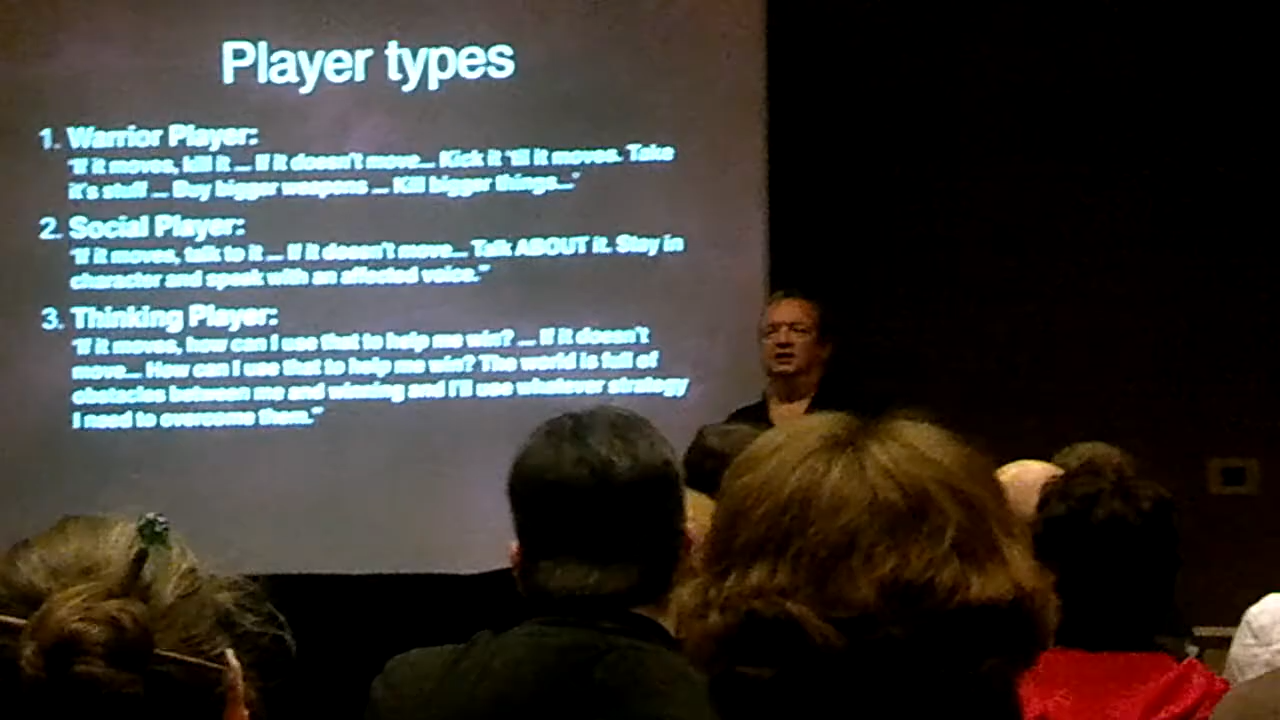 Player types
1. Warrior Player:
"If it moves, kill it ... If it doesn't move... Kick it 'till it moves. Take
it's stuff ... Buy bigger weapons ... Kill bigger things..."
2. Social Player:
"If it moves, talk to it ... If it doesn't move... Talk ABOUT it. Stay in
character and speak with an affected voice."
3. Thinking Player:
"If it moves, how can I use that to help me win? ... If it doesn't
move... How can I use that to help me win? The world is full of
obstacles between me and winning and I'll use whatever strategy
I need to overcome them."